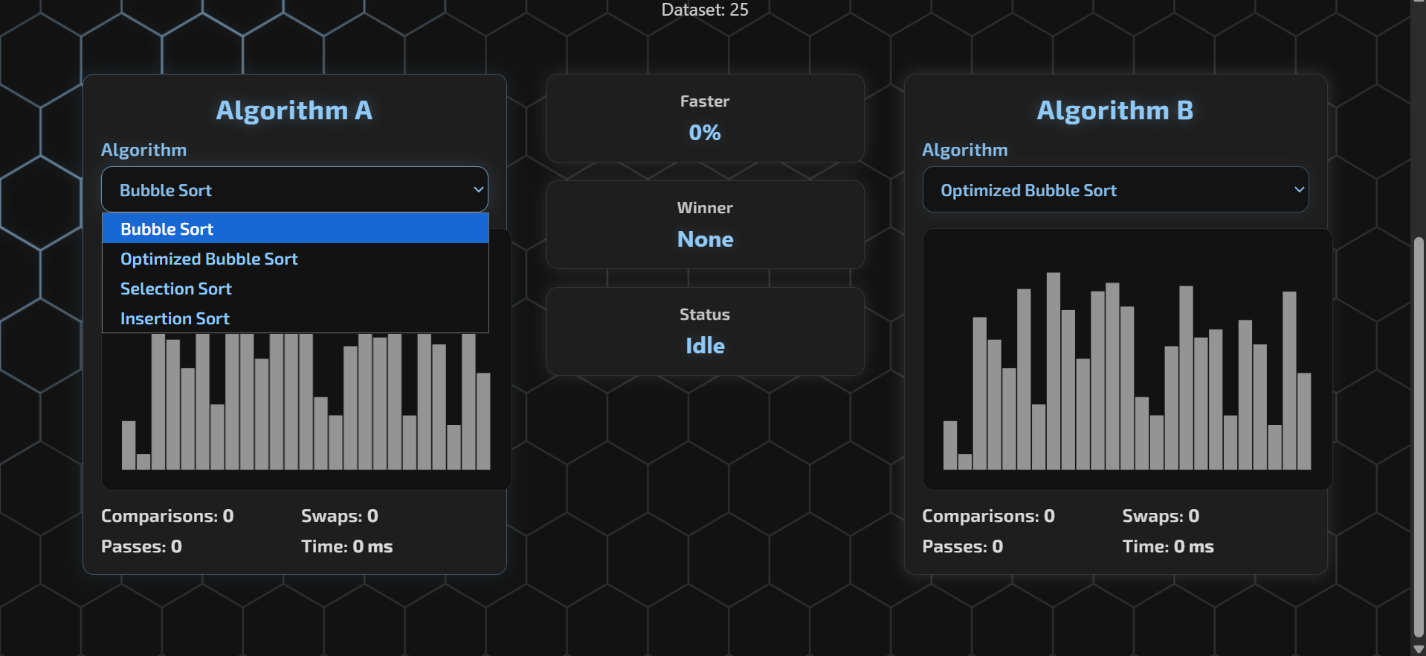 Dataset: 25
Algorithm A
Algorithm
Bubble Sort
Bubble Sort
Optimized Bubble Sort
Selection Sort
Insertion Sort
Comparisons: 0 Swaps: 0
Passes: 0 Time: 0 ms
Faster
0%
Winner
None
Status
Idle
Algorithm B
Algorithm
Optimized Bubble Sort
Comparisons: 0 Swaps: 0
Passes: 0 Time: 0 ms